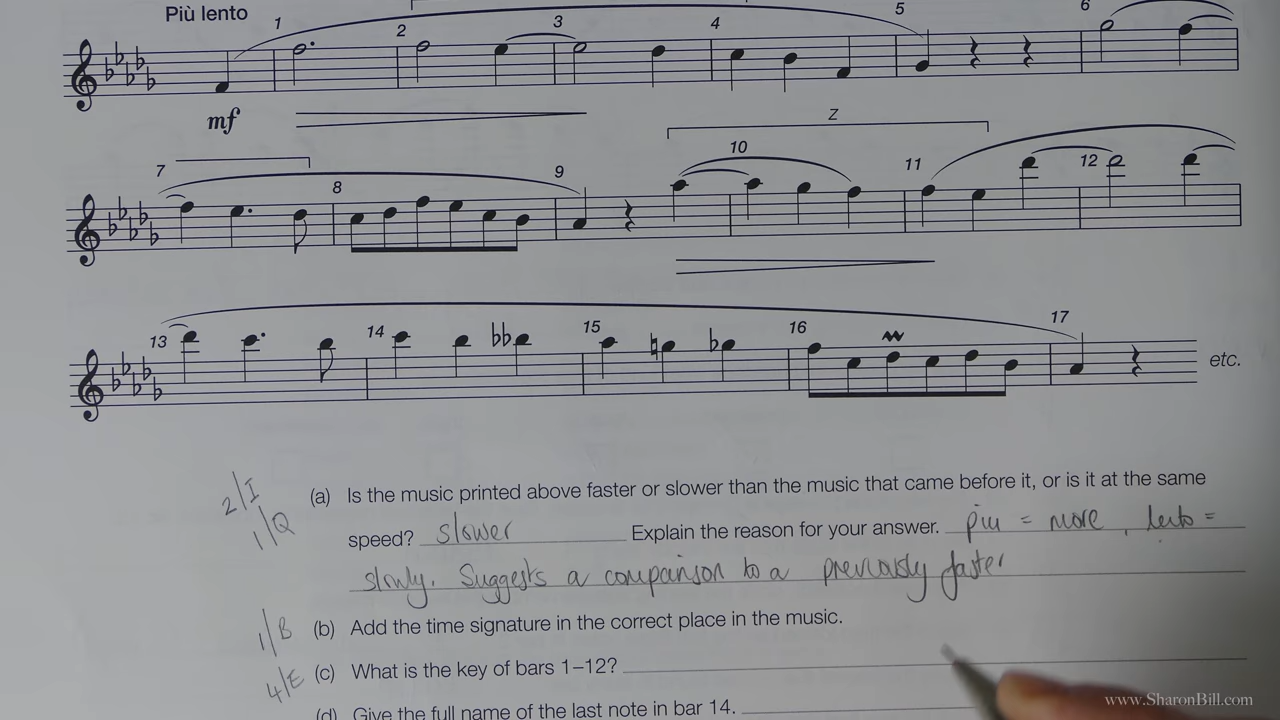 Più lento
1 2 3 4 5 6
mf
Z
7 8 9 10 11 12
13 14 15 16 17
etc.
2/I (a) Is the music printed above faster or slower than the music that came before it, or is it at the same
1/Q speed? slower Explain the reason for your answer. piu = more , lento =
slowly. Suggests a comparison to a previously faster
1/B (b) Add the time signature in the correct place in the music.
4/E (c) What is the key of bars 1–12?
(d) Give the full name of the last note in bar 14.
www.SharonBill.com